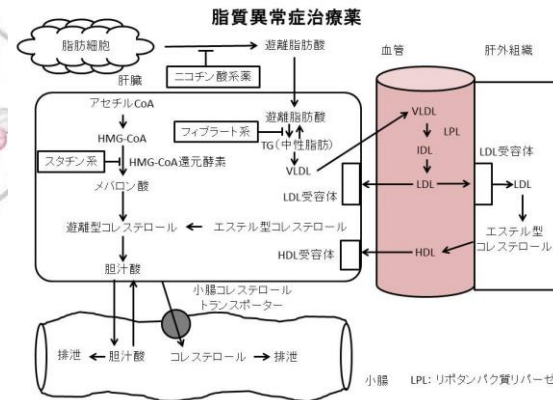 脂質異常症治療薬
脂肪細胞
遊離脂肪酸
血管
肝外組織
ニコチン酸系薬
肝臓
アセチルCoA
HMG-CoA
スタチン系
HMG-CoA還元酵素
メバロン酸
遊離型コレステロール
エステル型コレステロール
胆汁酸
遊離脂肪酸
フィブラート系
TG(中性脂肪)
VLDL
LDL受容体
HDL受容体
VLDL
LPL
IDL
LDL
HDL
LDL受容体
LDL
エステル型
コレステロール
小腸コレステロール
トランスポーター
排泄
胆汁酸
コレステロール
排泄
小腸
LPL: リポタンパク質リパーゼ